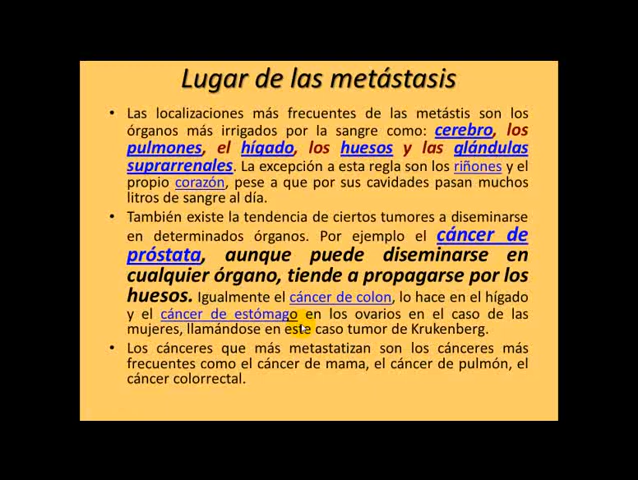 Lugar de las metástasis
• Las localizaciones más frecuentes de las metástis son los
órganos más irrigados por la sangre como: cerebro, los
pulmones, el hígado, los huesos y las glándulas
suprarrenales. La excepción a esta regla son los riñones y el
propio corazón, pese a que por sus cavidades pasan muchos
litros de sangre al día.
• También existe la tendencia de ciertos tumores a diseminarse
en determinados órganos. Por ejemplo el cáncer de
próstata, aunque puede diseminarse en
cualquier órgano, tiende a propagarse por los
huesos. Igualmente el cáncer de colon, lo hace en el hígado
y el cáncer de estómago en los ovarios en el caso de las
mujeres, llamándose en este caso tumor de Krukenberg.
• Los cánceres que más metastatizan son los cánceres más
frecuentes como el cáncer de mama, el cáncer de pulmón, el
cáncer colorrectal.